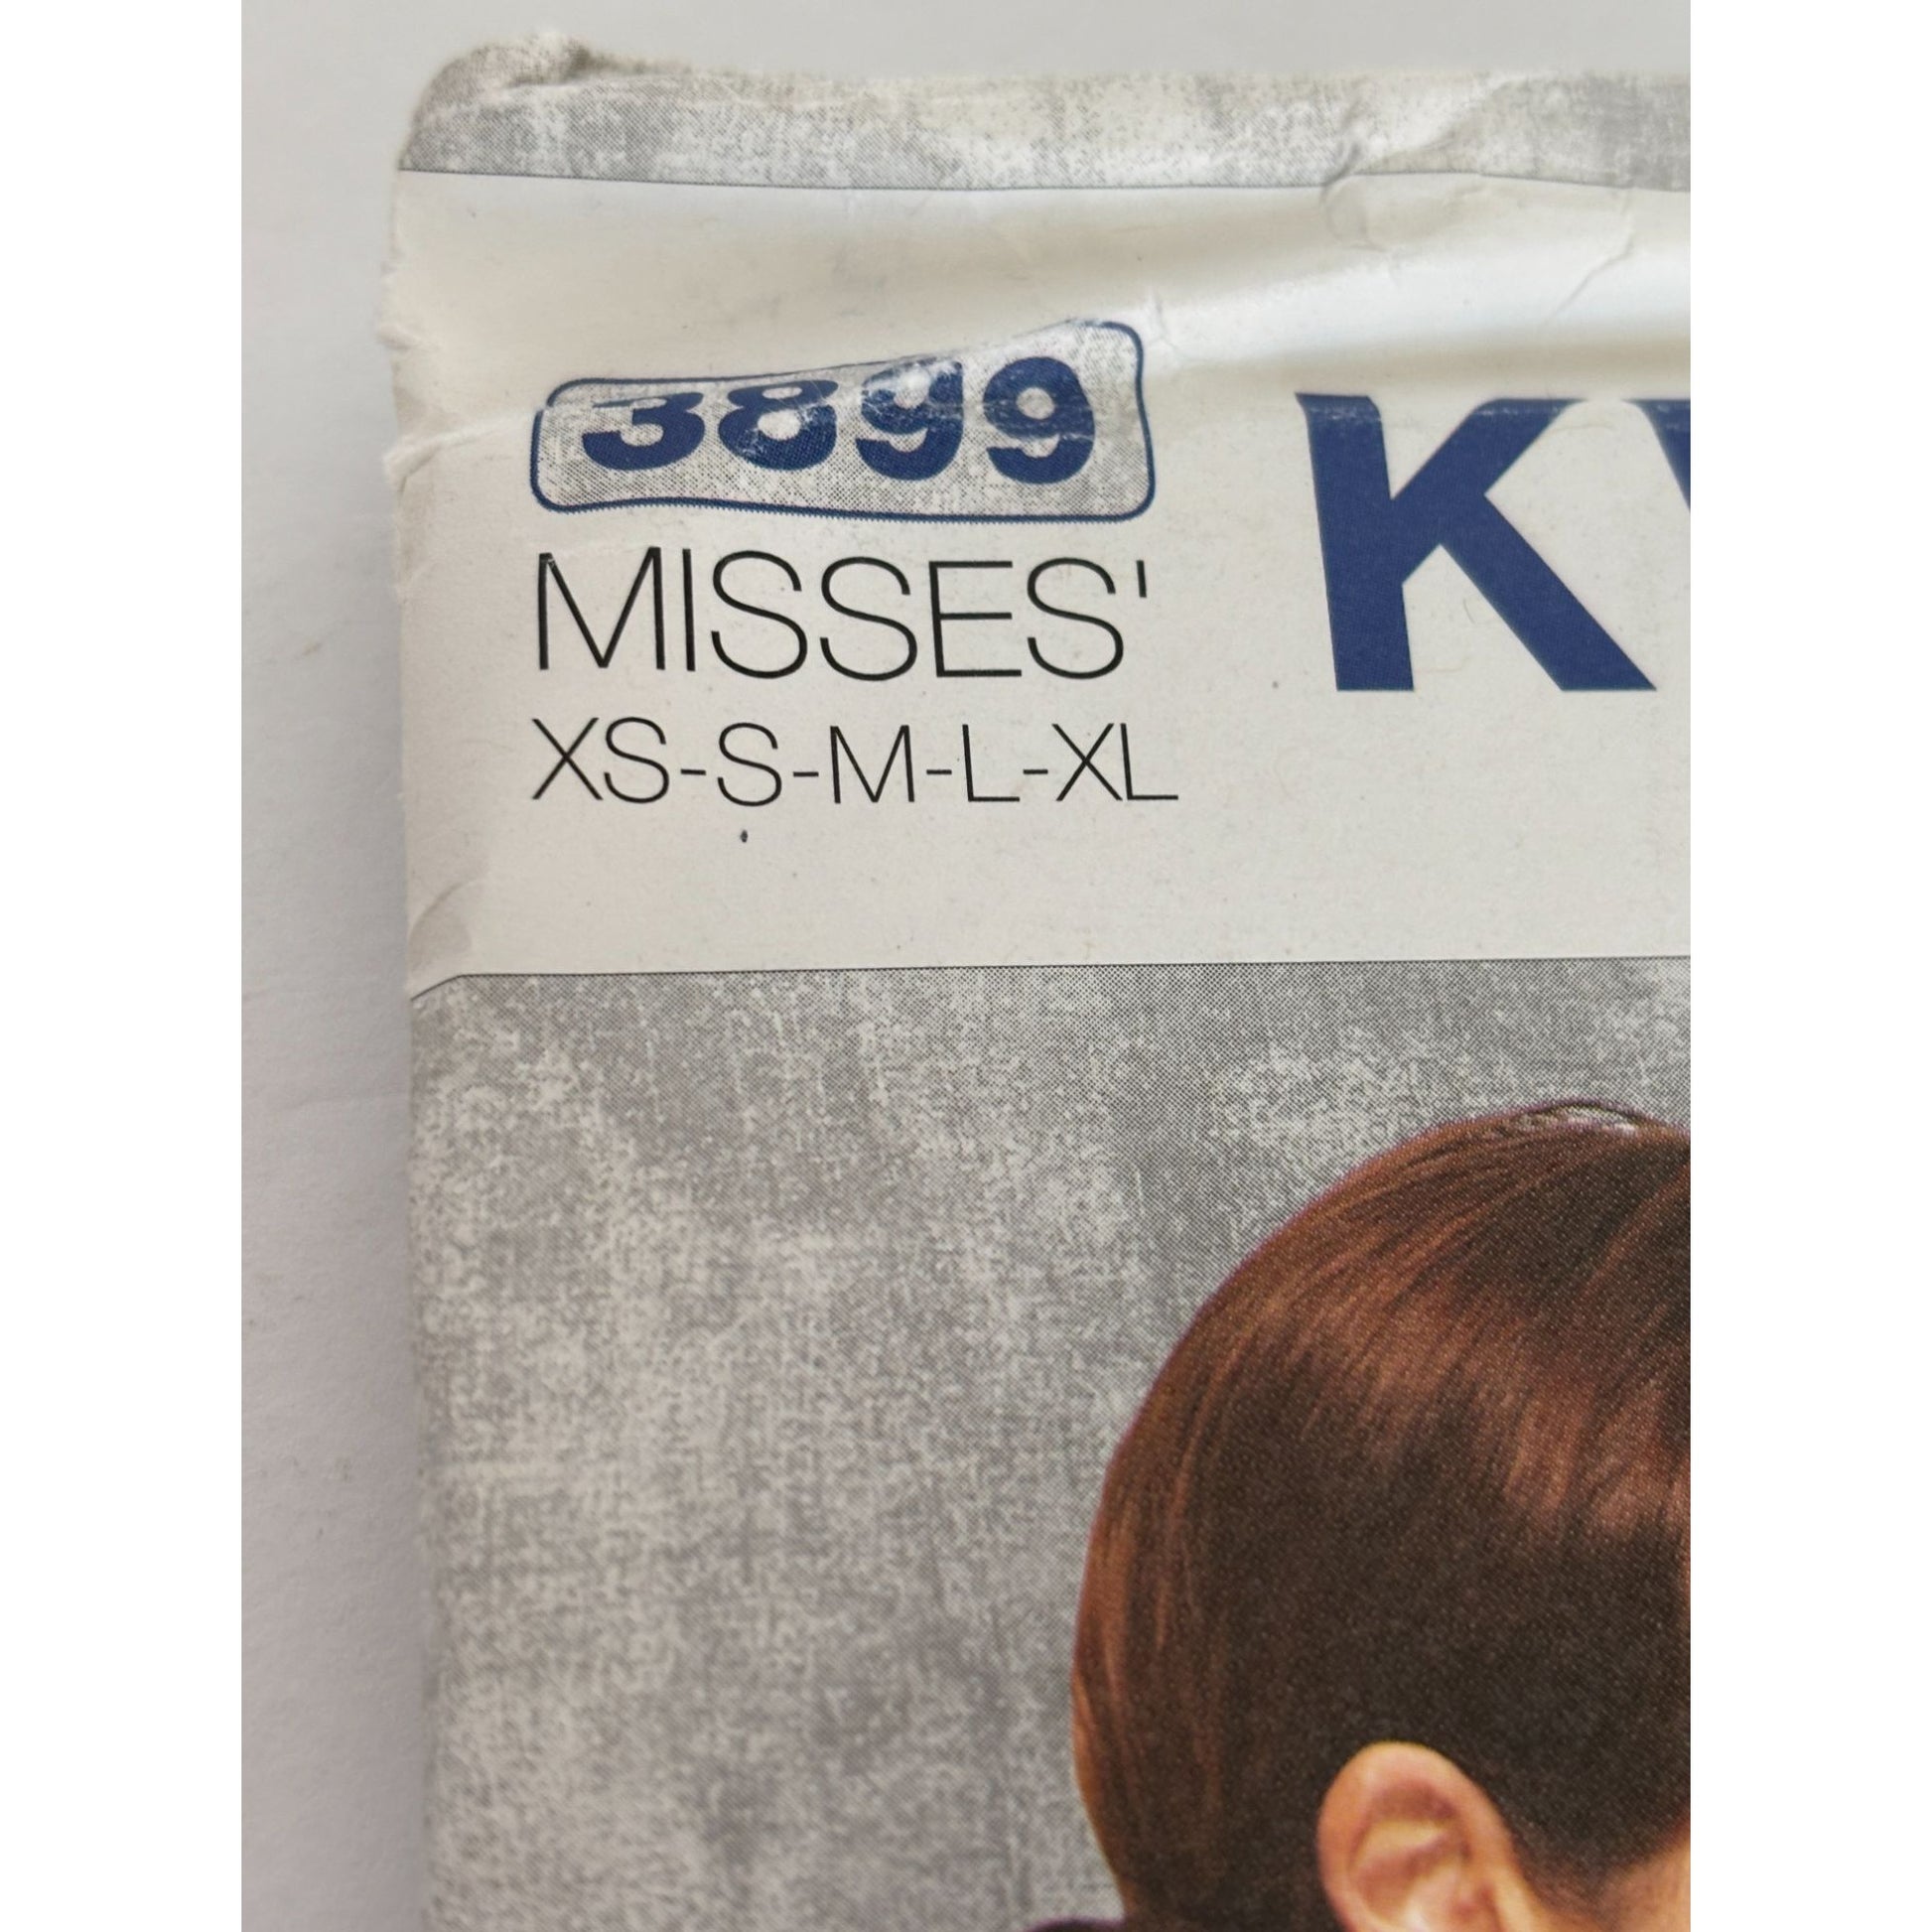 3899
MISSES'
XS-S-M-L-XL
K